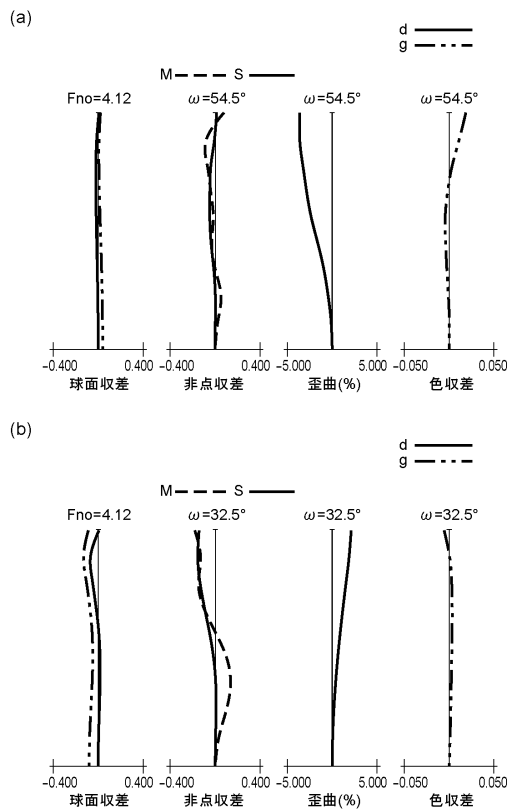 (a)
d
g
M S
Fno=4.12 ω=54.5° ω=54.5° ω=54.5°
-0.400 0.400 -0.400 0.400 -5.000 5.000 -0.050 0.050
球面収差 非点収差 歪曲(%) 色収差
(b)
d
g
M S
Fno=4.12 ω=32.5° ω=32.5° ω=32.5°
-0.400 0.400 -0.400 0.400 -5.000 5.000 -0.050 0.050
球面収差 非点収差 歪曲(%) 色収差